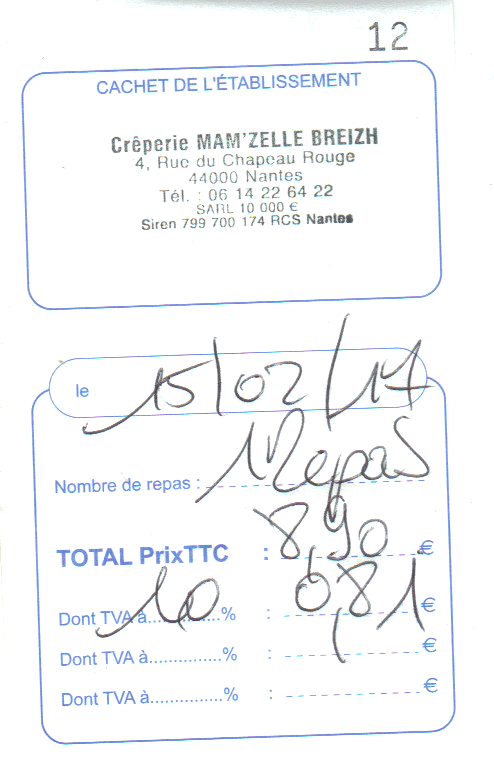 12
CACHET DE L'ÉTABLISSEMENT
Crêperie MAM'ZELLE BREIZH
4, Rue du Chapeau Rouge
44000 Nantes
Tél. : 06 14 22 64 22
SARL 10 000 €
Siren 799 700 174 RCS Nantes
le 15/02/17
Nombre de repas : 1 Repas
TOTAL PrixTTC : 8,90 €
Dont TVA à 10 % : 0,81 €
Dont TVA à...............% : €
Dont TVA à...............% : €